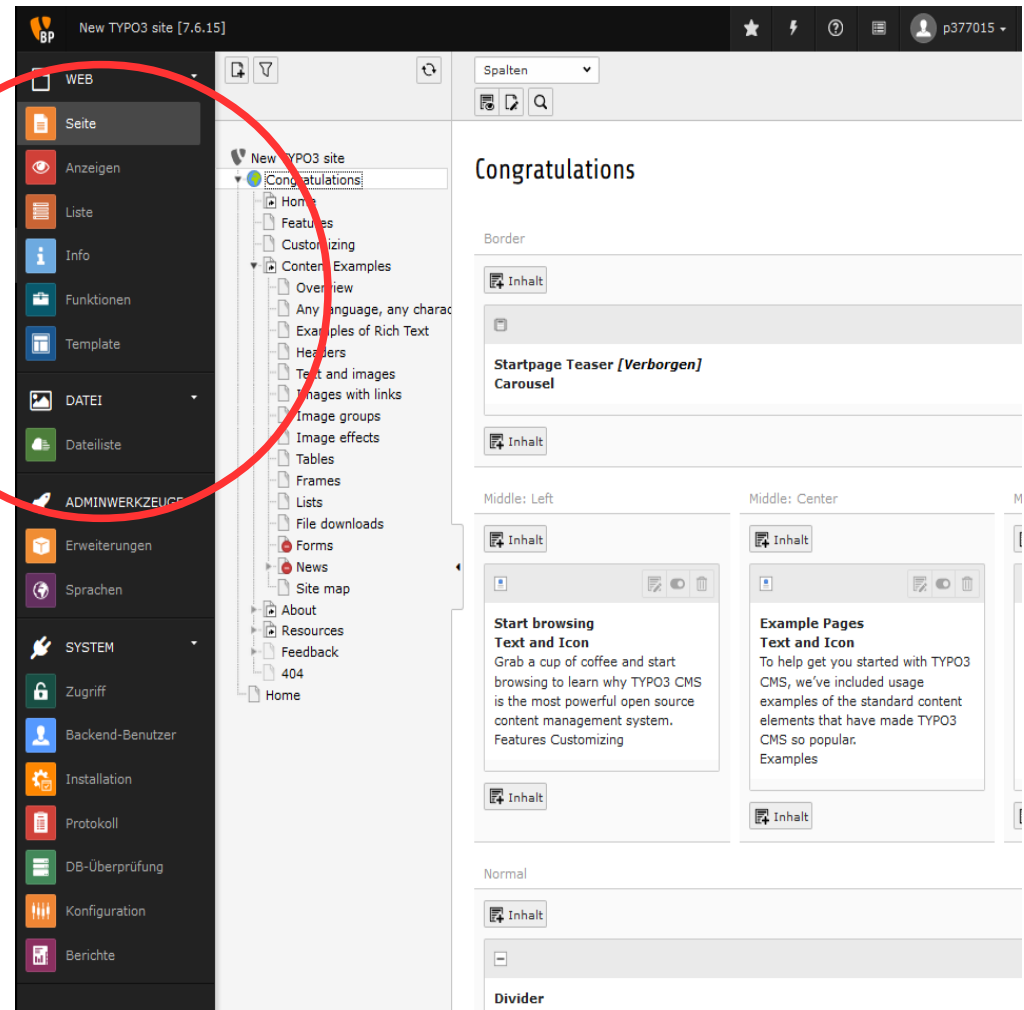 BP
New TYPO3 site [7.6.15]
p377015
WEB
Seite
Anzeigen
Liste
Info
Funktionen
Template
DATEI
Dateiliste
ADMINWERKZEUGE
Erweiterungen
Sprachen
SYSTEM
Zugriff
Backend-Benutzer
Installation
Protokoll
DB-Überprüfung
Konfiguration
Berichte
New TYPO3 site
Congratulations
Home
Features
Customizing
Content Examples
Overview
Any language, any charac
Examples of Rich Text
Headers
Text and images
Images with links
Image groups
Image effects
Tables
Frames
Lists
File downloads
Forms
News
Site map
About
Resources
Feedback
404
Home
Spalten
Congratulations
Border
Inhalt
Startpage Teaser [Verborgen]
Carousel
Inhalt
Middle: Left
Inhalt
Start browsing
Text and Icon
Grab a cup of coffee and start
browsing to learn why TYPO3 CMS
is the most powerful open source
content management system.
Features Customizing
Inhalt
Middle: Center
Inhalt
Example Pages
Text and Icon
To help get you started with TYPO3
CMS, we've included usage
examples of the standard content
elements that have made TYPO3
CMS so popular.
Examples
Inhalt
M
Normal
Inhalt
Divider